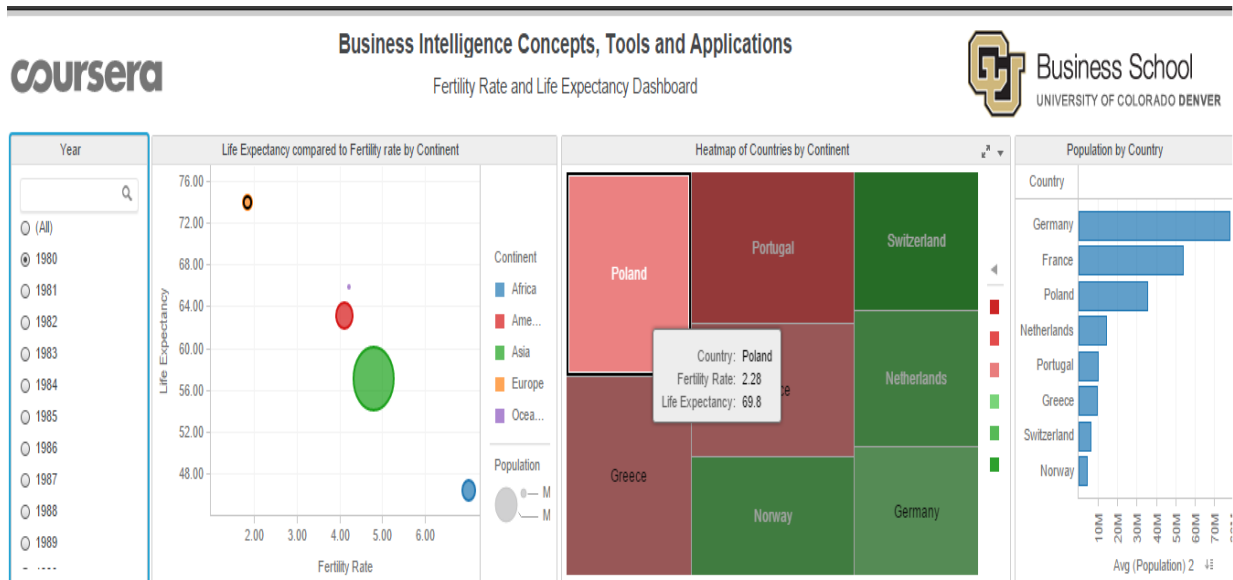 Business Intelligence Concepts, Tools and Applications
coursera
Fertility Rate and Life Expectancy Dashboard
CU
Business School
UNIVERSITY OF COLORADO DENVER
Year
(All)
1980
1981
1982
1983
1984
1985
1986
1987
1988
1989
Life Expectancy compared to Fertility rate by Continent
76.00
72.00
68.00
64.00
60.00
56.00
52.00
48.00
Life Expectancy
2.00 3.00 4.00 5.00 6.00
Fertility Rate
Continent
Africa
Ame...
Asia
Europe
Ocea...
Population
M
M
Heatmap of Countries by Continent
Poland
Portugal
Switzerland
Country: Poland
Fertility Rate: 2.28
Life Expectancy: 69.8
ce
Netherlands
Greece
Norway
Germany
Population by Country
Country
Germany
France
Poland
Netherlands
Portugal
Greece
Switzerland
Norway
10M 20M 30M 40M 50M 60M 70M
Avg (Population) 2